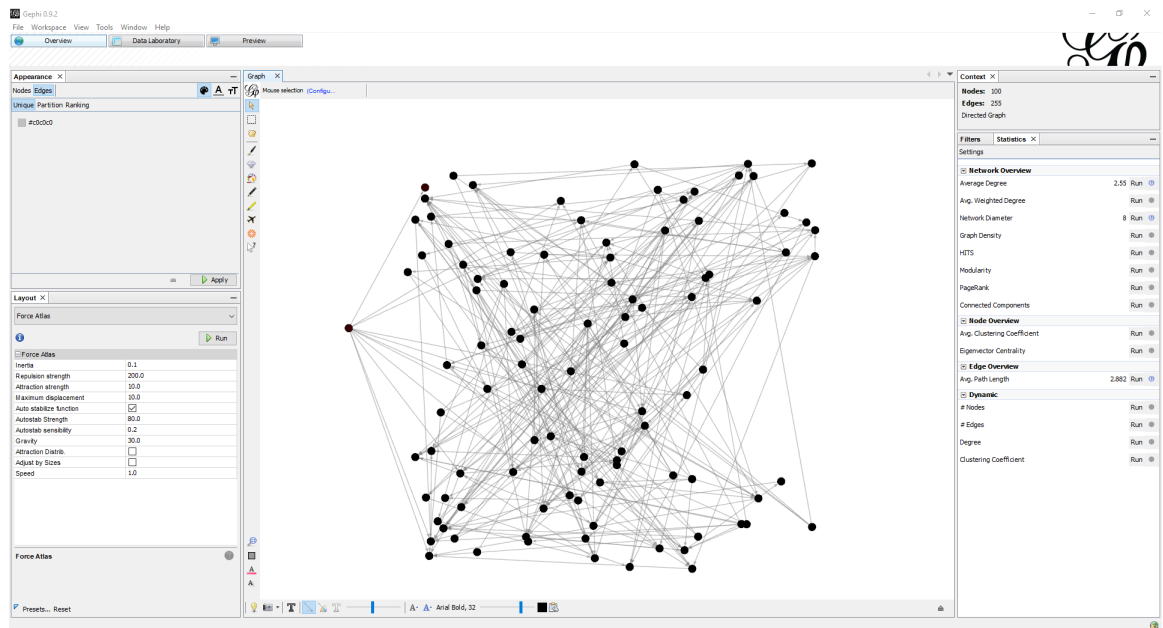 Gephi 0.9.2
File Workspace View Tools Window Help
Overview Data Laboratory Preview
Appearance
Nodes Edges
Unique Partition Ranking
#c0c0c0
Apply
Layout
Force Atlas
Run
Force Atlas
Inertia 0.1
Repulsion strength 200.0
Attraction strength 10.0
Maximum displacement 10.0
Auto stabilize function
Autostab Strength 80.0
Autostab sensibility 0.2
Gravity 30.0
Attraction Distrib.
Adjust by Sizes
Speed 1.0
Force Atlas
Presets... Reset
Graph
Mouse selection (Configu...
Arial Bold, 32
Context
Nodes: 100
Edges: 255
Directed Graph
Filters Statistics
Settings
Network Overview
Average Degree 2.55 Run
Avg. Weighted Degree Run
Network Diameter 8 Run
Graph Density Run
HITS Run
Modularity Run
PageRank Run
Connected Components Run
Node Overview
Avg. Clustering Coefficient Run
Eigenvector Centrality Run
Edge Overview
Avg. Path Length 2.882 Run
Dynamic
# Nodes Run
# Edges Run
Degree Run
Clustering Coefficient Run